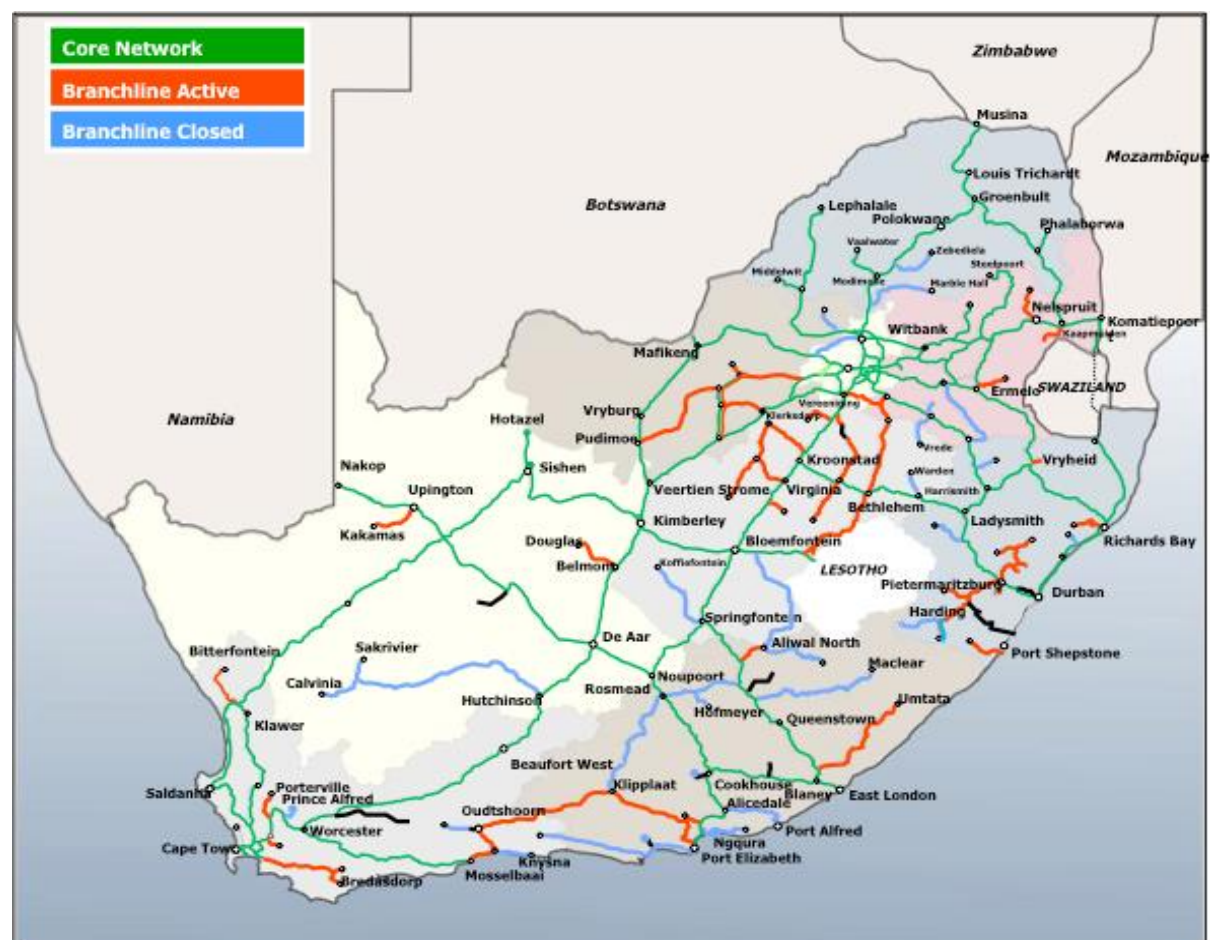 Core Network
Branchline Active
Branchline Closed
Zimbabwe
Musina
Mozambique
Louis Trichardt
Groenbult
Botswana
Lephalale
Polokwane
Phalaborwa
Vaalwater
Zebediela
Steelpoort
Middelwit
Modimolle
Marble Hall
Nelspruit
Komatiepoor
Witbank
Kaapmuiden
Mafikeng
Ermelo
SWAZILAND
Namibia
Hotazel
Vryburg
Vereeniging
Klerksdorp
Pudimoe
Vrede
Nakop
Sishen
Kroonstad
Vryheid
Warden
Upington
Veertien Strome
Virginia
Harrismith
Bethlehem
Kakamas
Kimberley
Ladysmith
Richards Bay
Douglas
Bloemfontein
Belmont
Koffiefontein
LESOTHO
Pietermaritzburg
Durban
Harding
Springfontein
De Aar
Aliwal North
Bitterfontein
Sakrivier
Port Shepstone
Maclear
Calvinia
Noupoort
Hutchinson
Rosmead
Umtata
Hofmeyer
Klawer
Queenstown
Beaufort West
Saldanha
Porterville
Klipplaat
Cookhouse
Prince Alfred
Blaney
East London
Oudtshoorn
Alicedale
Worcester
Port Alfred
Cape Town
Ngqura
Knysna
Port Elizabeth
Mosselbaai
Bredasdorp